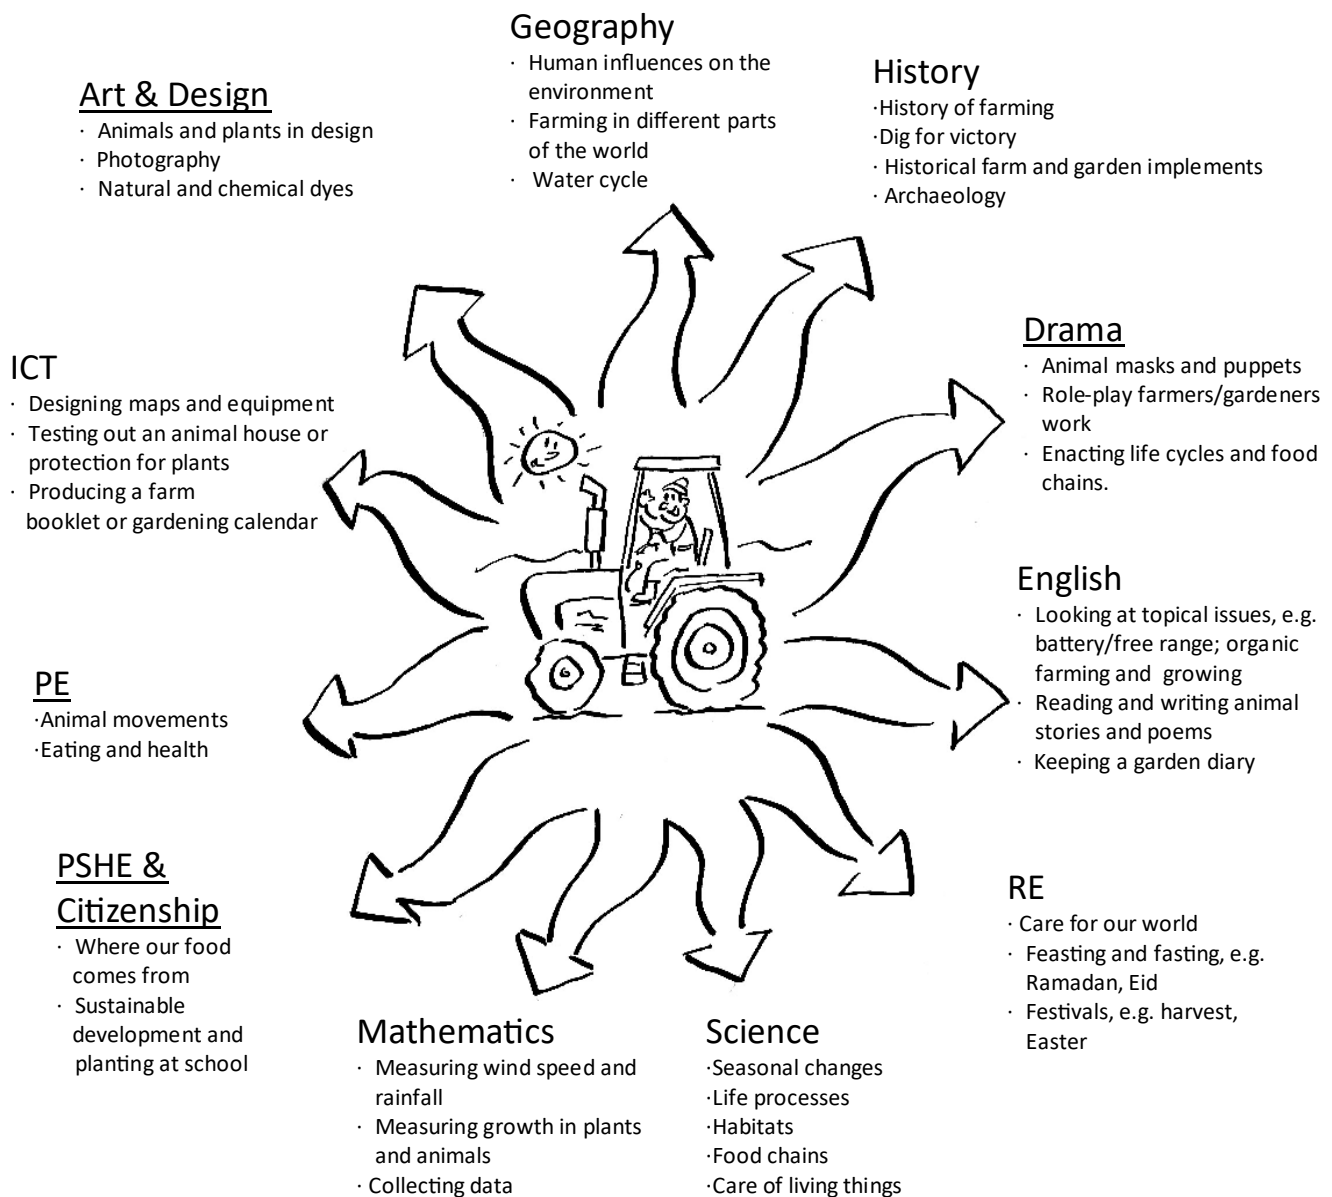 Geography
· Human influences on the
environment
· Farming in different parts
of the world
· Water cycle
History
·History of farming
·Dig for victory
· Historical farm and garden implements
· Archaeology
Art & Design
· Animals and plants in design
· Photography
· Natural and chemical dyes
Drama
· Animal masks and puppets
· Role-play farmers/gardeners
work
· Enacting life cycles and food
chains.
ICT
· Designing maps and equipment
· Testing out an animal house or
protection for plants
· Producing a farm
booklet or gardening calendar
English
· Looking at topical issues, e.g.
battery/free range; organic
farming and growing
· Reading and writing animal
stories and poems
· Keeping a garden diary
PE
·Animal movements
·Eating and health
PSHE &
Citizenship
· Where our food
comes from
· Sustainable
development and
planting at school
RE
· Care for our world
· Feasting and fasting, e.g.
Ramadan, Eid
· Festivals, e.g. harvest,
Easter
Mathematics
· Measuring wind speed and
rainfall
· Measuring growth in plants
and animals
· Collecting data
Science
·Seasonal changes
·Life processes
·Habitats
·Food chains
·Care of living things